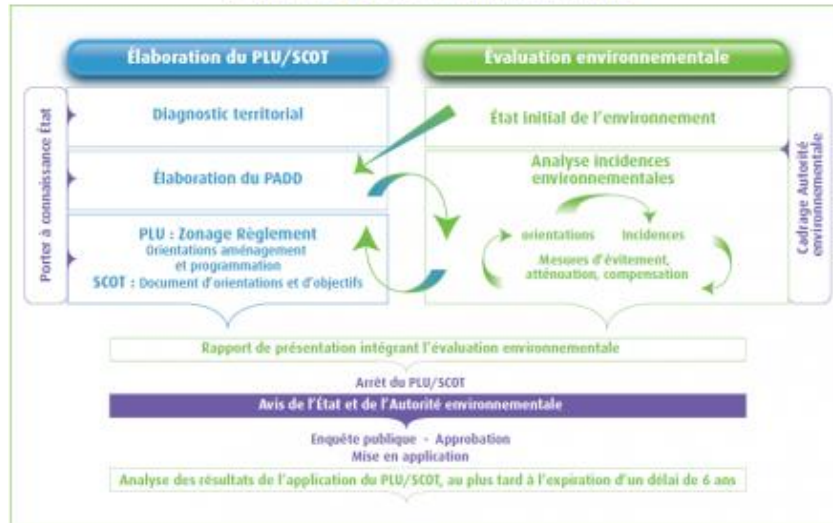 Élaboration du PLU/SCOT
Évaluation environnementale
Porter à connaissance État
Diagnostic territorial
Élaboration du PADD
PLU : Zonage Règlement
Orientations aménagement
et programmation
SCOT : Document d'orientations et d'objectifs
État initial de l'environnement
Analyse incidences
environnementales
orientations
Incidences
Mesures d'évitement,
atténoation, compensation
Cadrage Autorité
environnementale
Rapport de présentation intégrant l'évaluation environnementale
Arrêt du PLU/SCOT
Avis de l'État et de l'Autorité environnementale
Enquête publique - Approbation
Mise en application
Analyse des résultats de l'application du PLU/SCOT, au plus tard à l'expiration d'un délai de 6 ans